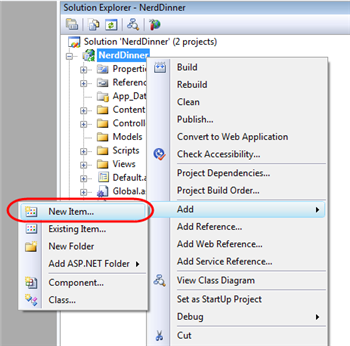 Solution Explorer - NerdDinner
Solution 'NerdDinner' (2 projects)
NerdDinner
Propertie
Reference
App_Dat
Content
Controll
Models
Scripts
Views
Default.a
Global.a
Build
Rebuild
Clean
Publish...
Convert to Web Application
Check Accessibility...
Project Dependencies...
Project Build Order...
Add
Add Reference...
Add Web Reference...
Add Service Reference...
View Class Diagram
Set as StartUp Project
Debug
Cut
New Item...
Existing Item...
New Folder
Add ASP.NET Folder
Component...
Class...